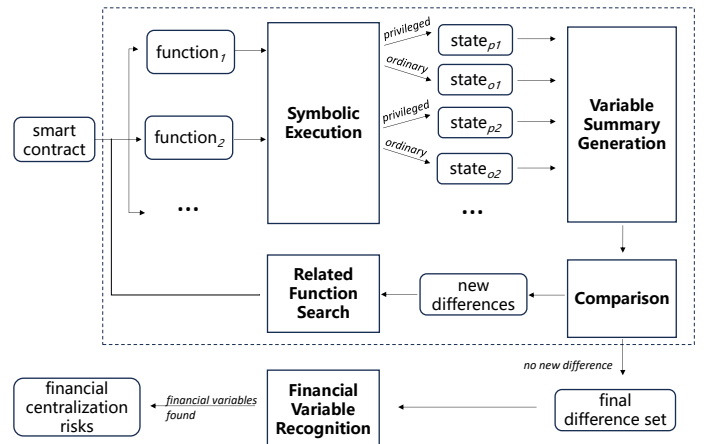 function1
function2
...
smart
contract
Symbolic
Execution
privileged
ordinary
privileged
ordinary
statep1
stateo1
statep2
stateo2
...
Variable
Summary
Generation
Related
Function
Search
new
differences
Comparison
no new difference
financial
centralization
risks
financial variables
found
Financial
Variable
Recognition
final
difference set